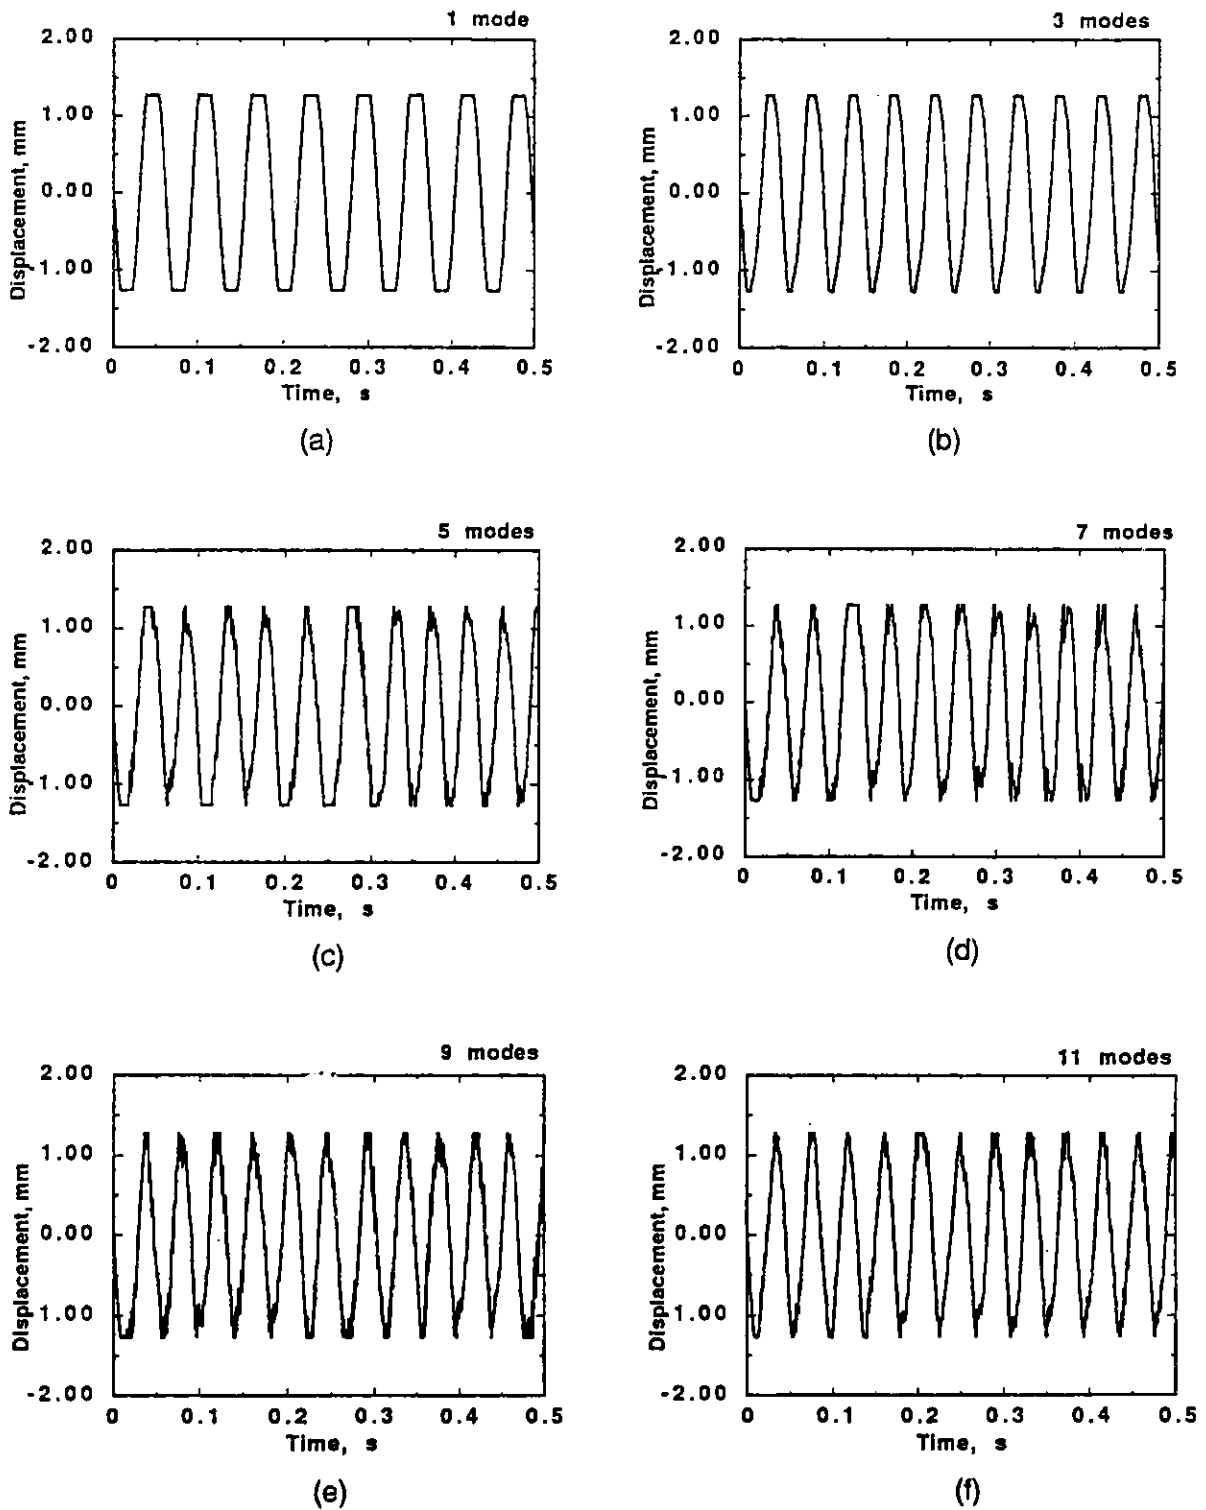 1 mode
2.00
1.00
0.00
-1.00
-2.00
Displacement, mm
0 0.1 0.2 0.3 0.4 0.5
Time, s
(a)
3 modes
2.00
1.00
0.00
-1.00
-2.00
Displacement, mm
0 0.1 0.2 0.3 0.4 0.5
Time, s
(b)
5 modes
2.00
1.00
0.00
-1.00
-2.00
Displacement, mm
0 0.1 0.2 0.3 0.4 0.5
Time, s
(c)
7 modes
2.00
1.00
0.00
-1.00
-2.00
Displacement, mm
0 0.1 0.2 0.3 0.4 0.5
Time, s
(d)
9 modes
2.00
1.00
0.00
1.00
-2.00
Displacement, mm
0 0.1 0.2 0.3 0.4 0.5
Time, s
(e)
11 modes
2.00
1.00
0.00
1.00
-2.00
Displacement, mm
0 0.1 0.2 0.3 0.4 0.5
Time, s
(f)